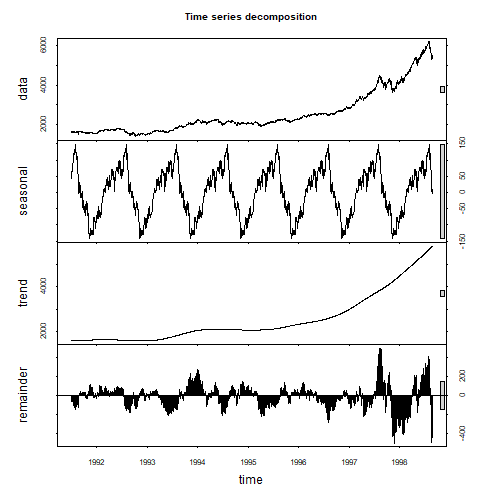 Time series decomposition
data
2000 4000 6000
seasonal
-150 -50 0 50 150
trend
2000 4000
remainder
-400 0 200
1992 1993 1994 1995 1996 1997 1998
time